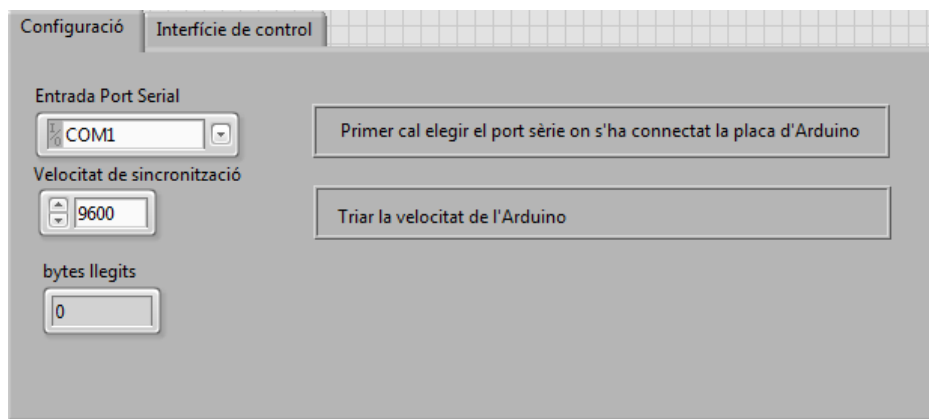 Configuració
Interfície de control
Entrada Port Serial
COM1
Primer cal elegir el port sèrie on s'ha connectat la placa d'Arduino
Velocitat de sincronització
9600
Triar la velocitat de l'Arduino
bytes llegits
0